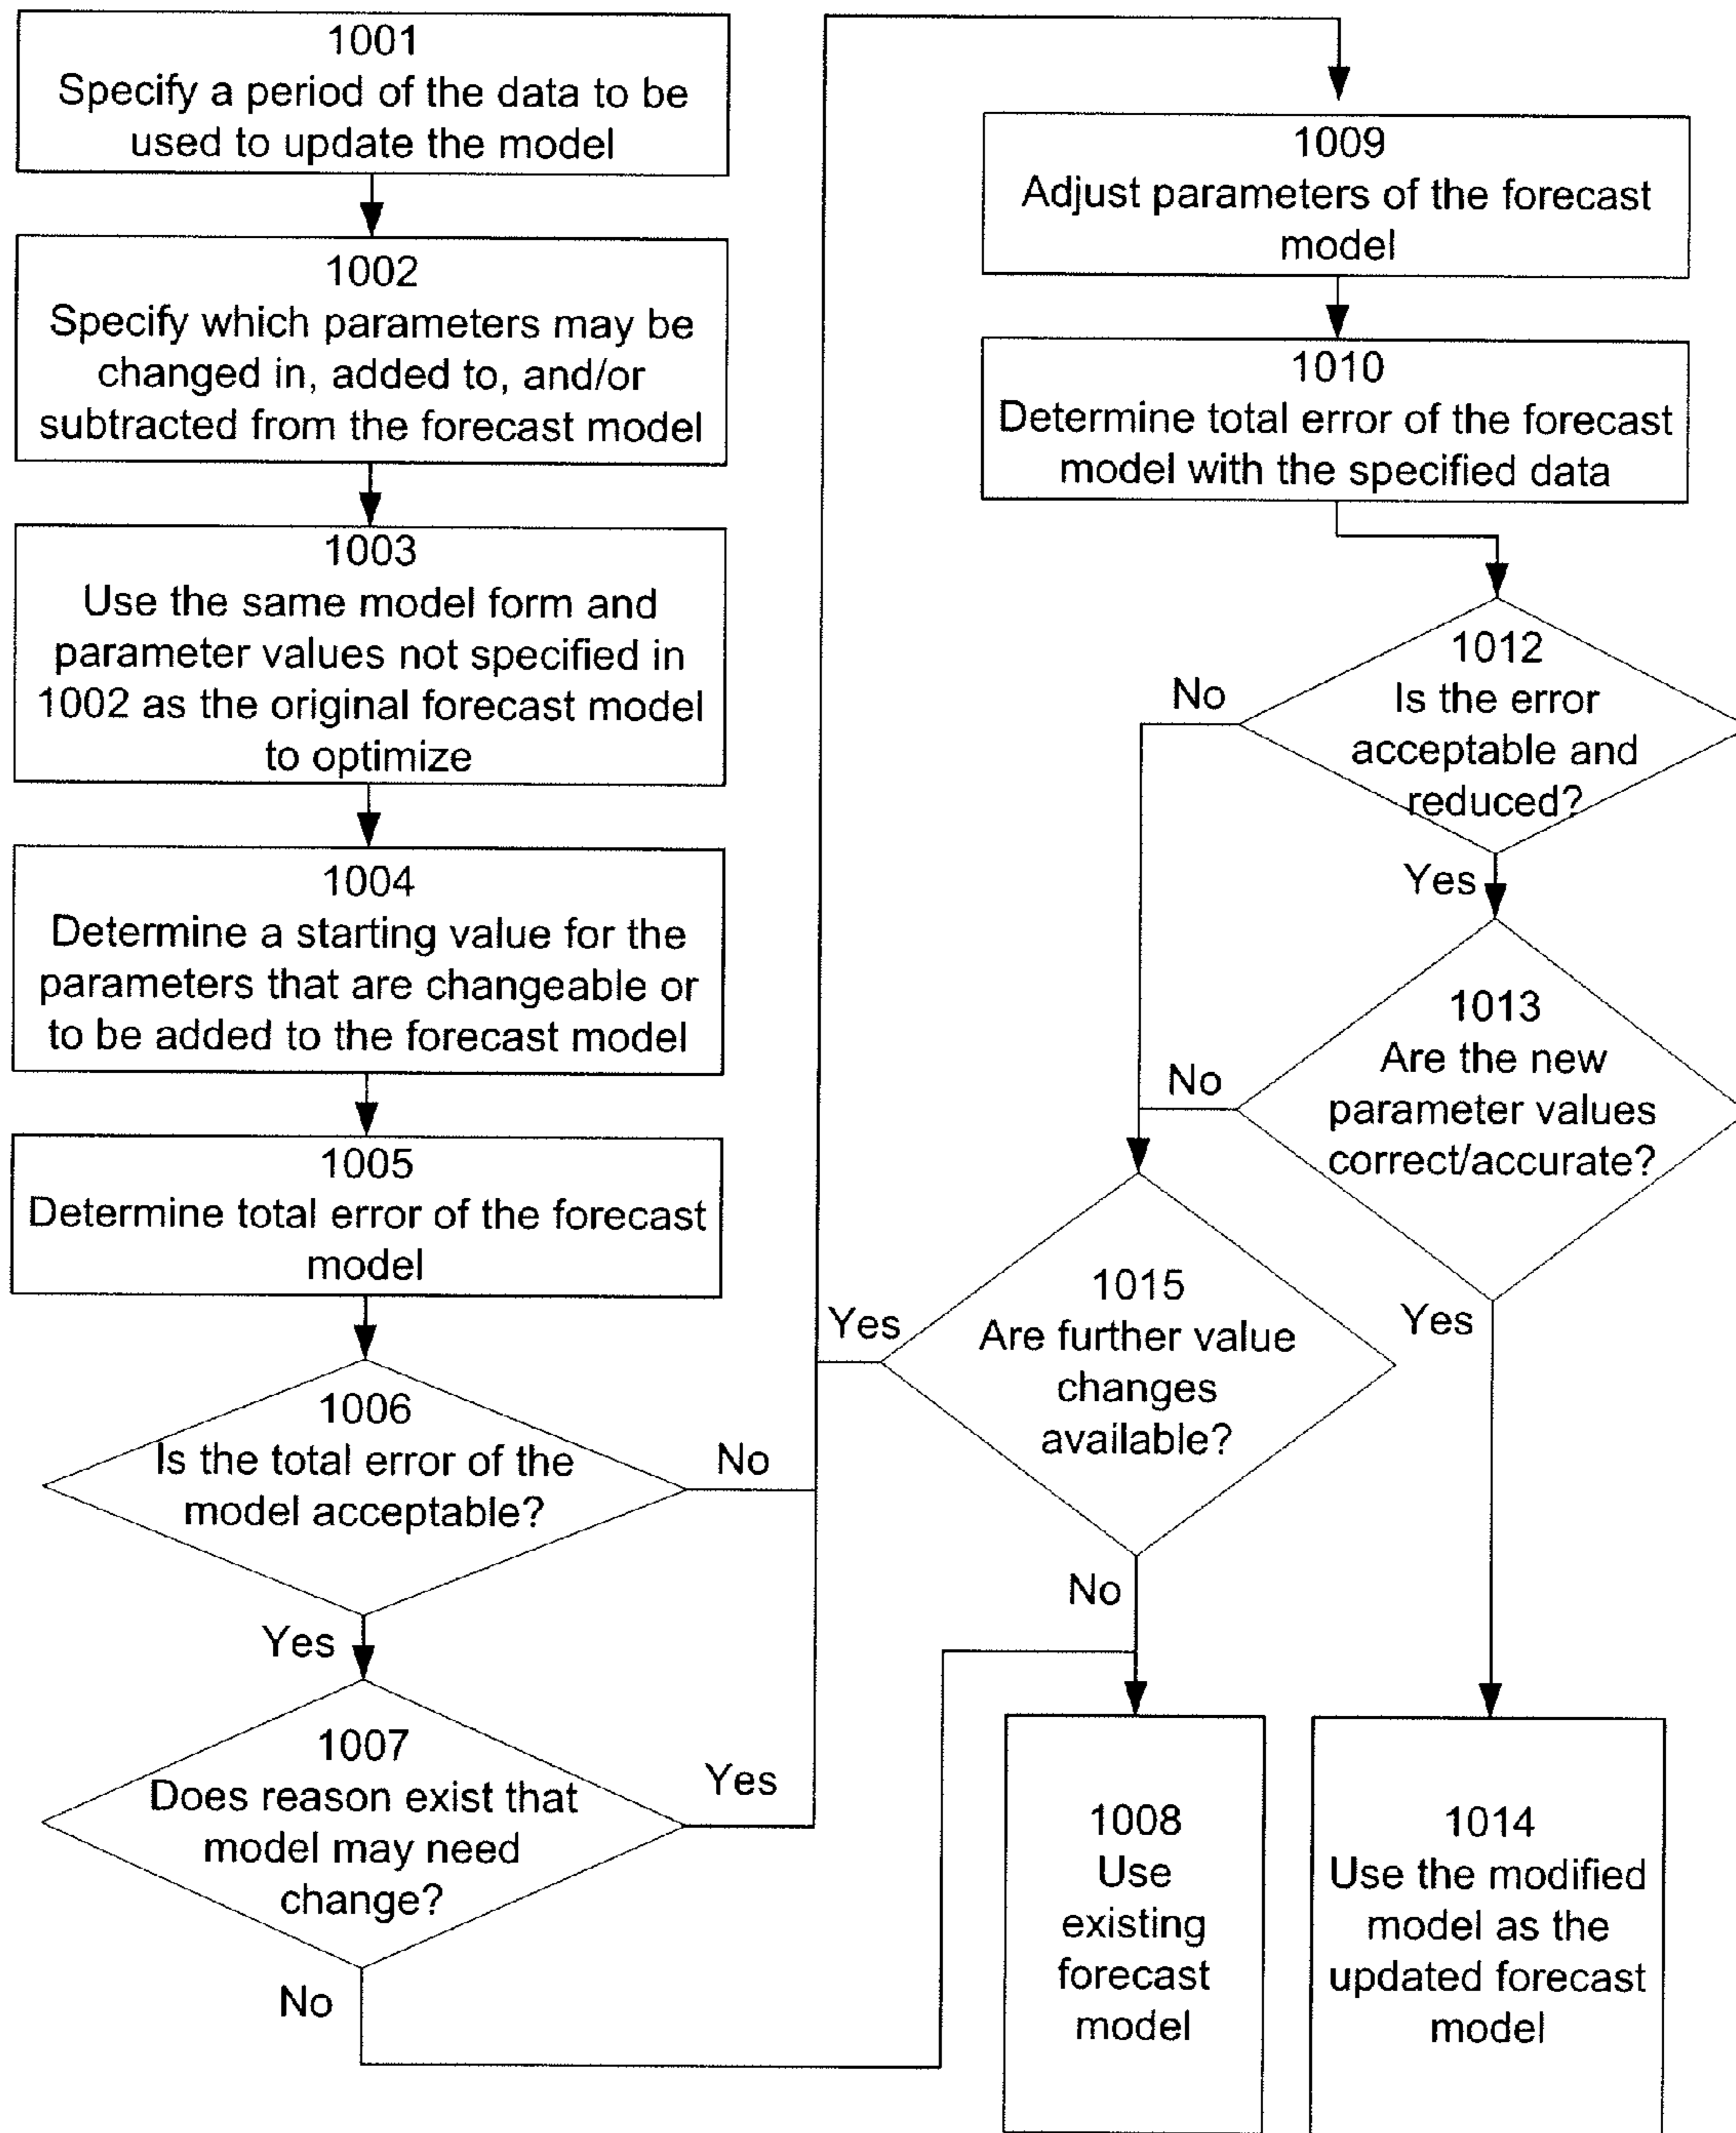 1001
Specify a period of the data to be
used to update the model
1002
Specify which parameters may be
changed in, added to, and/or
subtracted from the forecast model
1003
Use the same model form and
parameter values not specified in
1002 as the original forecast model
to optimize
1004
Determine a starting value for the
parameters that are changeable or
to be added to the forecast model
1005
Determine total error of the forecast
model
1006
Is the total error of the
model acceptable?
No
Yes
1007
Does reason exist that
model may need
change?
Yes
No
1009
Adjust parameters of the forecast
model
1010
Determine total error of the forecast
model with the specified data
1012
Is the error
acceptable and
reduced?
No
Yes
1013
Are the new
parameter values
correct/accurate?
No
Yes
1015
Are further value
changes
available?
Yes
No
1008
Use
existing
forecast
model
1014
Use the modified
model as the
updated forecast
model